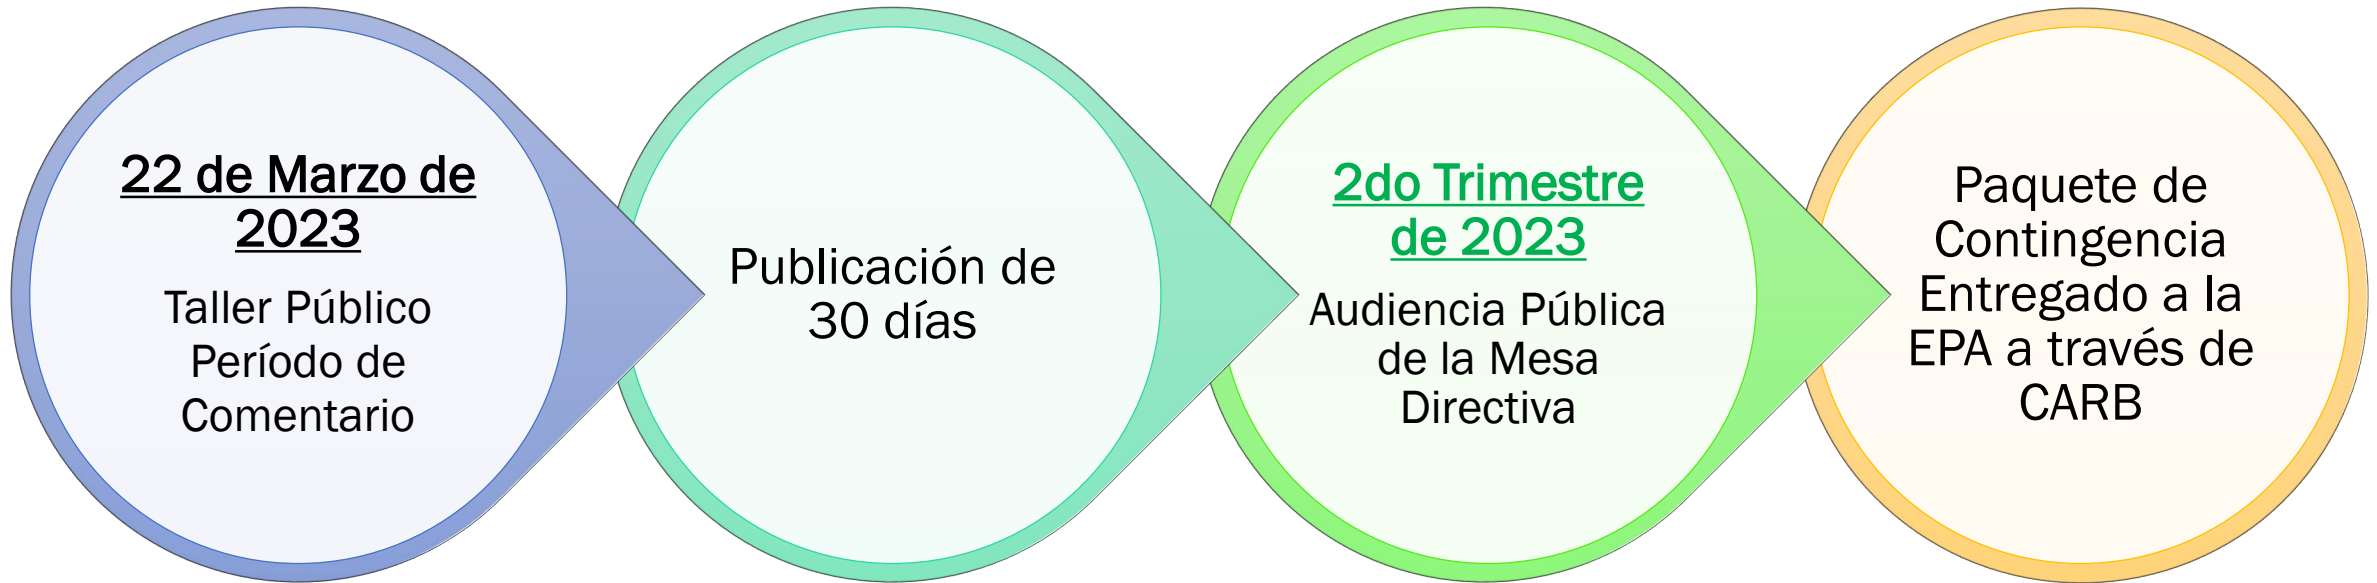 22 de Marzo de
2023
Taller Público
Período de
Comentario
Publicación de
30 días
2do Trimestre
de 2023
Audiencia Pública
de la Mesa
Directiva
Paquete de
Contingencia
Entregado a la
EPA a través de
CARB